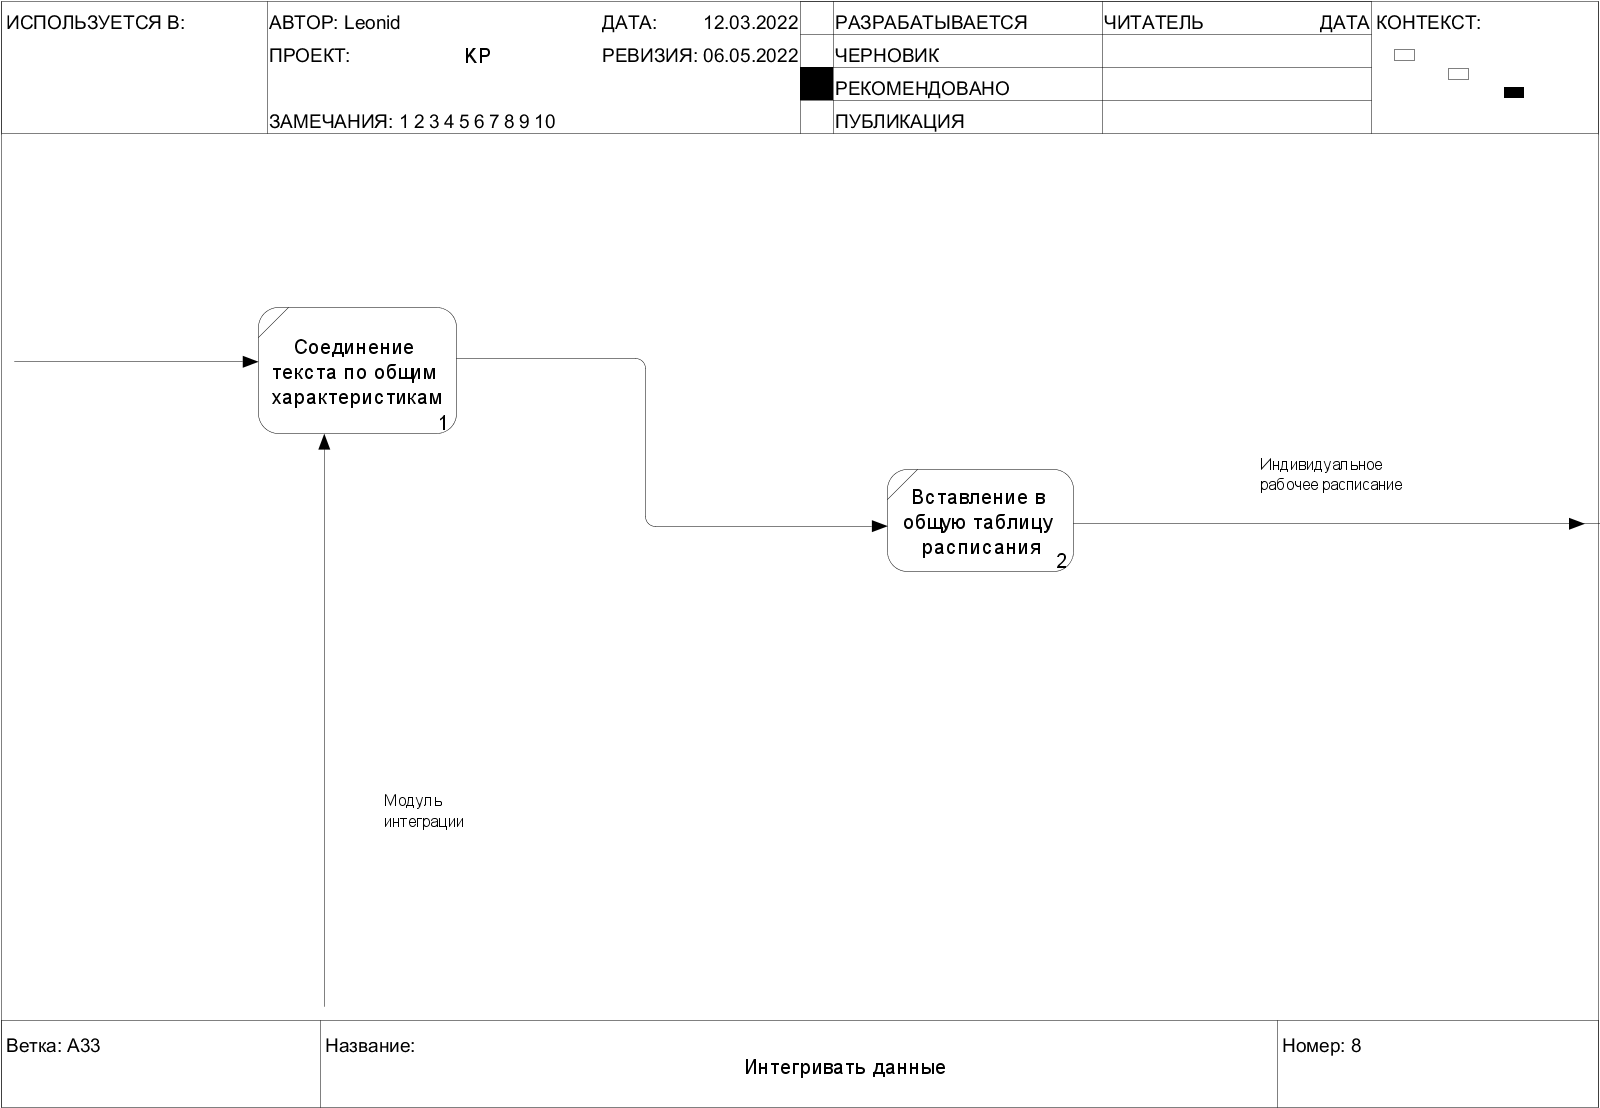 ИСПОЛЬЗУЕТСЯ В:
АВТОР: Leonid
ДАТА: 12.03.2022
РАЗРАБАТЫВАЕТСЯ
ЧИТАТЕЛЬ
ДАТА
КОНТЕКСТ:
ПРОЕКТ: КР
РЕВИЗИЯ: 06.05.2022
ЧЕРНОВИК
РЕКОМЕНДОВАНО
ЗАМЕЧАНИЯ: 1 2 3 4 5 6 7 8 9 10
ПУБЛИКАЦИЯ
Соединение
текста по общим
характеристикам
1
Индивидуальное
рабочее расписание
Вставление в
общую таблицу
расписания
2
Модуль
интеграции
Ветка: A33
Название:
Интегривать данные
Номер: 8